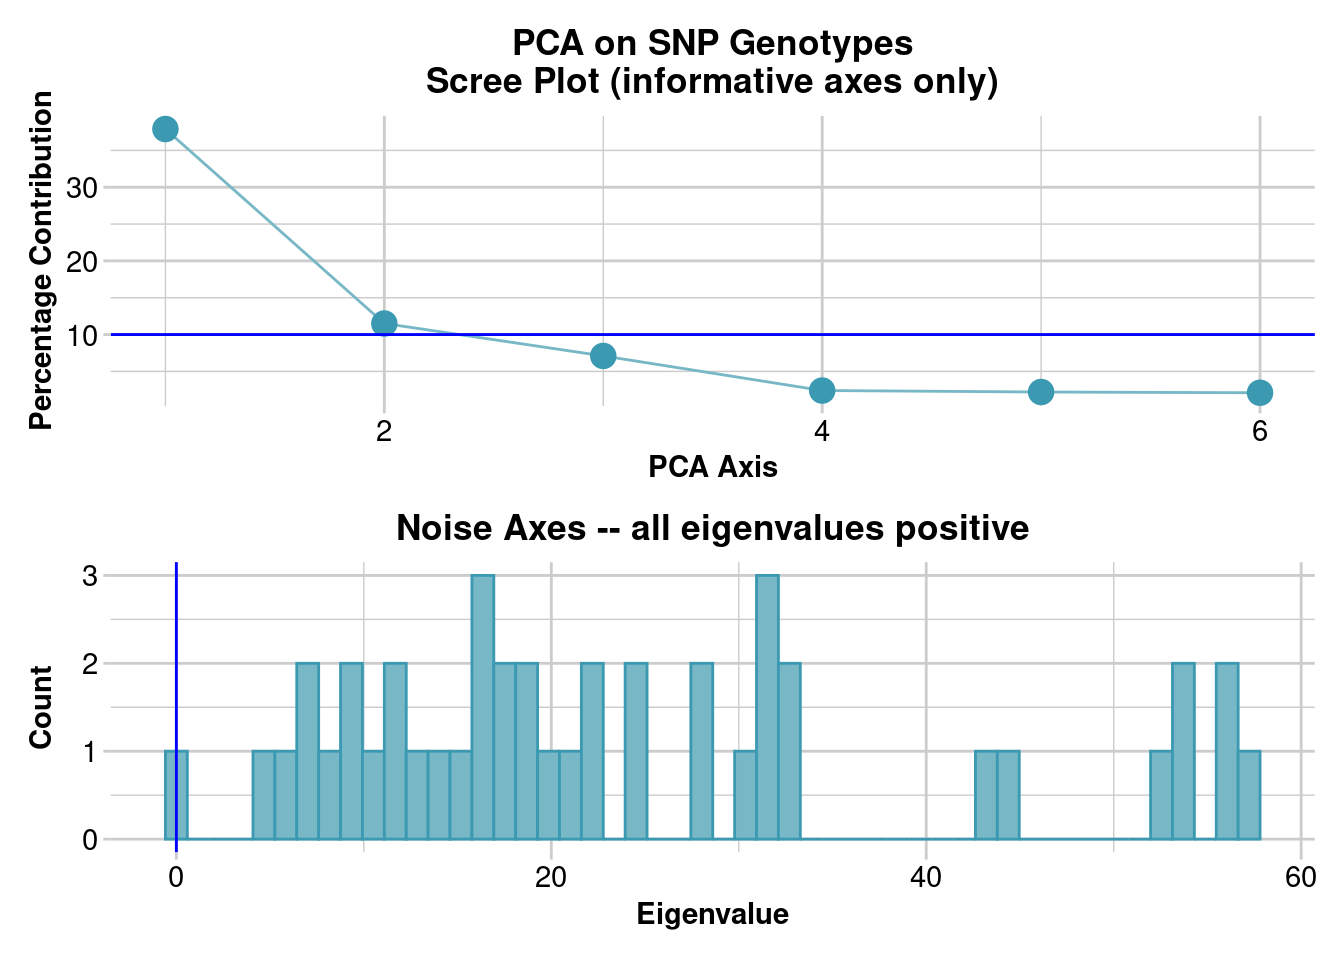 PCA on SNP Genotypes
Scree Plot (informative axes only)
Percentage Contribution
30
20
10
2 4 6
PCA Axis
Noise Axes -- all eigenvalues positive
Count
3
2
1
0
0 20 40 60
Eigenvalue